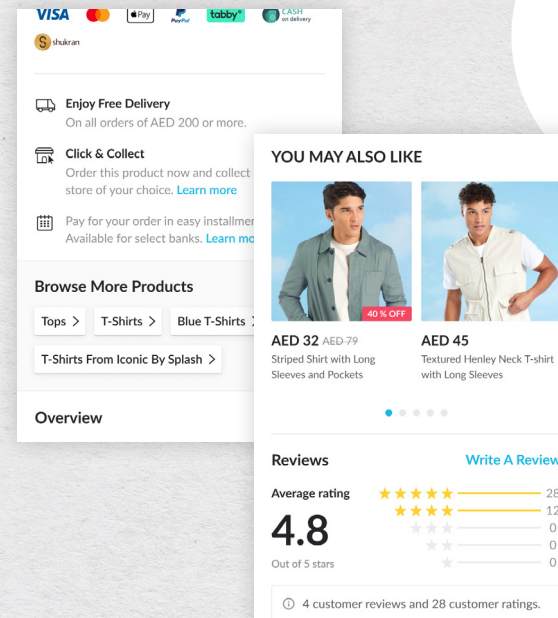 VISA
Pay
PayPal
tabby
CASH
on delivery
S shukran
Enjoy Free Delivery
On all orders of AED 200 or more.
Click & Collect
Order this product now and collect
store of your choice. Learn more
Pay for your order in easy
Available for select banks. Learn
Browse More Products
Tops >
T-Shirts >
Blue T-Shirts
T-Shirts From Iconic By Splash >
Overview
YOU MAY ALSO LIKE
40 % OFF
AED 32 AED 79
Striped Shirt with Long
Sleeves and Pockets
AED 45
Textured Henley Neck T-shirt
with Long Sleeves
Reviews
Write A Review
Average rating
4.8
Out of 5 stars
28
12
0
0
0
4 customer reviews and 28 customer ratings.